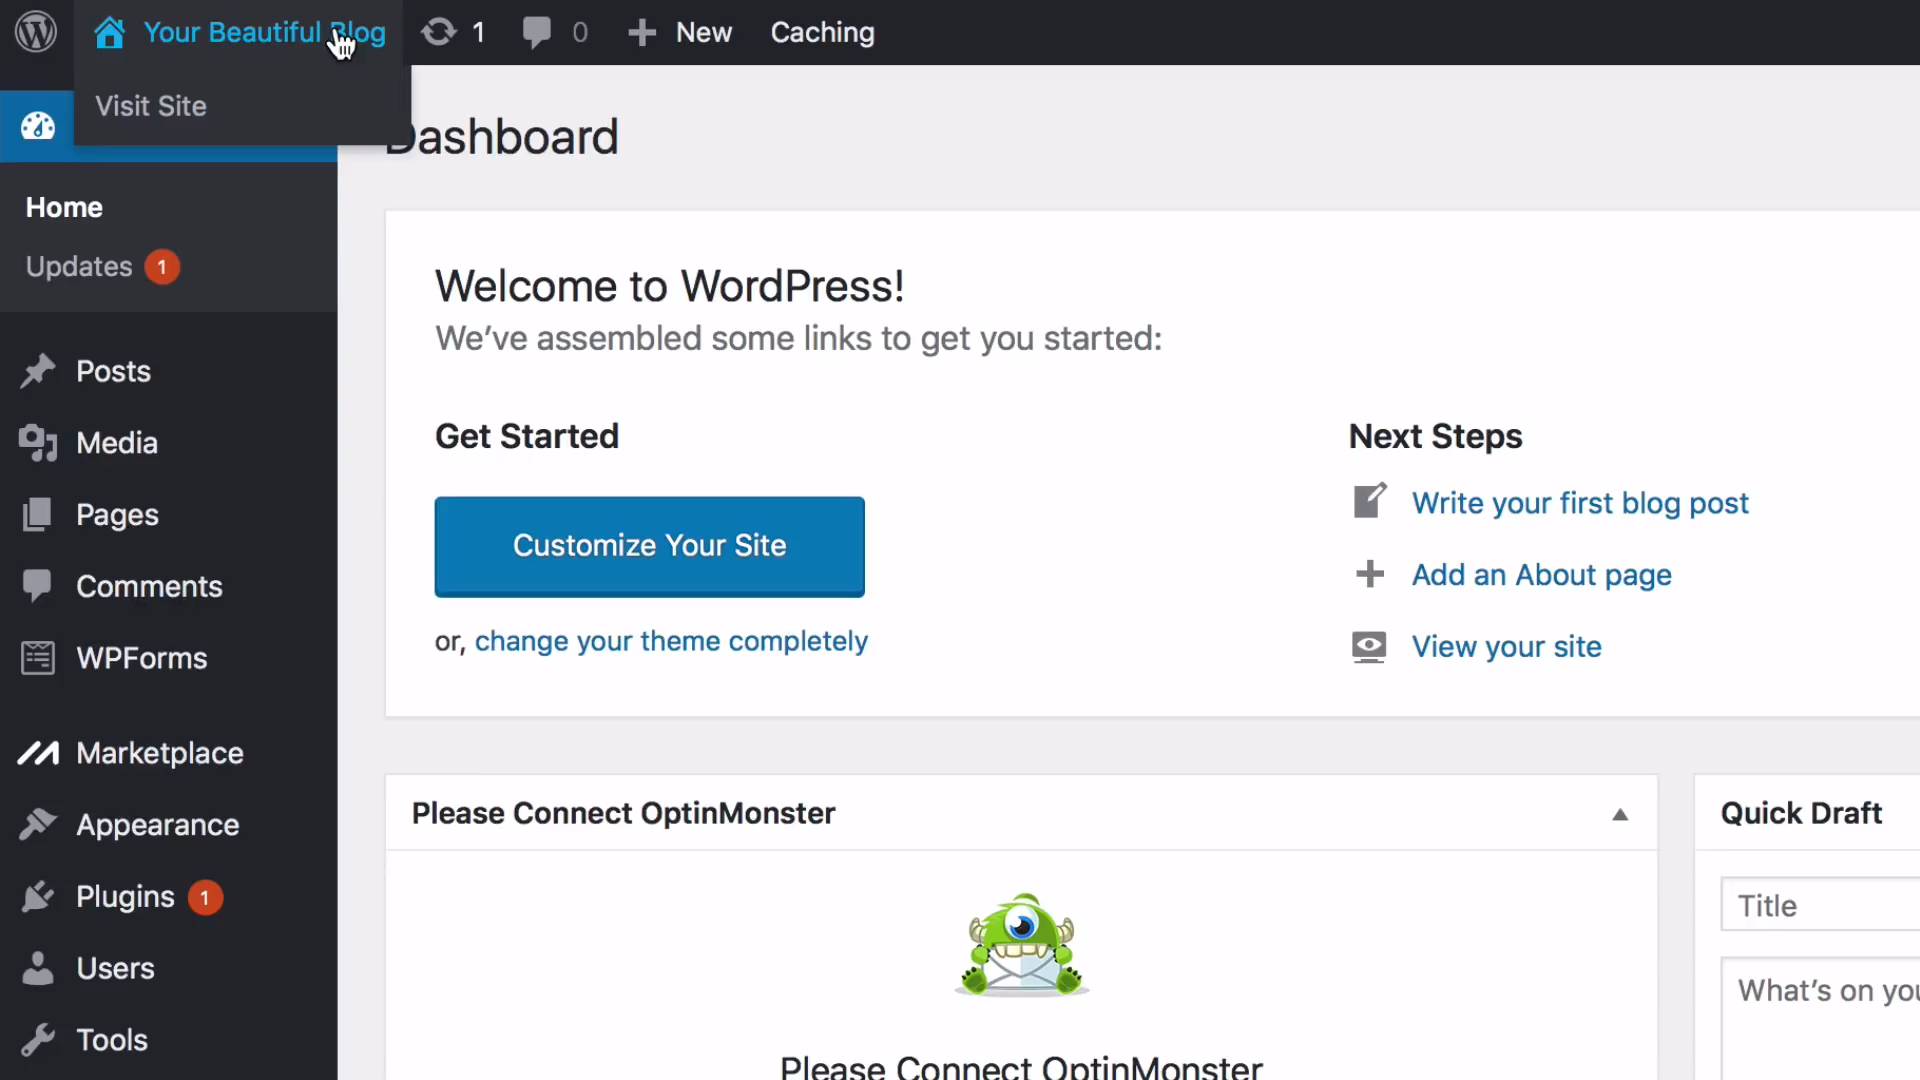 Your Beautiful Blog
1
0
New
Caching
Visit Site
Dashboard
Home
Updates 1
Posts
Media
Pages
Comments
WPForms
Marketplace
Appearance
Plugins 1
Users
Tools
Welcome to WordPress!
We've assembled some links to get you started:
Get Started
Customize Your Site
or, change your theme completely
Next Steps
Write your first blog post
Add an About page
View your site
Please Connect OptinMonster
Please Connect OptinMonster
Quick Draft
Title
What's on you